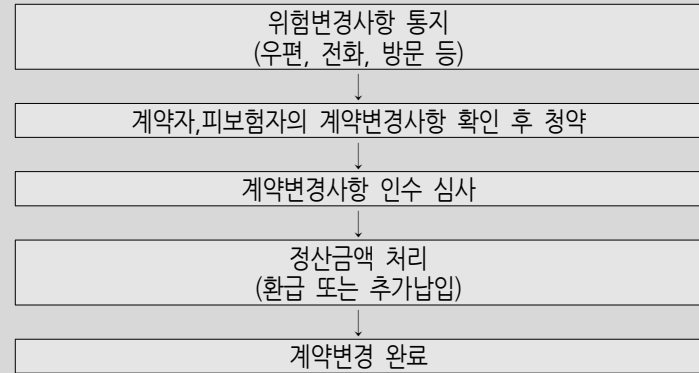 위험변경사항 통지
(우편, 전화, 방문 등)
↓
계약자,피보험자의 계약변경사항 확인 후 청약
↓
계약변경사항 인수 심사
↓
정산금액 처리
(환급 또는 추가납입)
↓
계약변경 완료